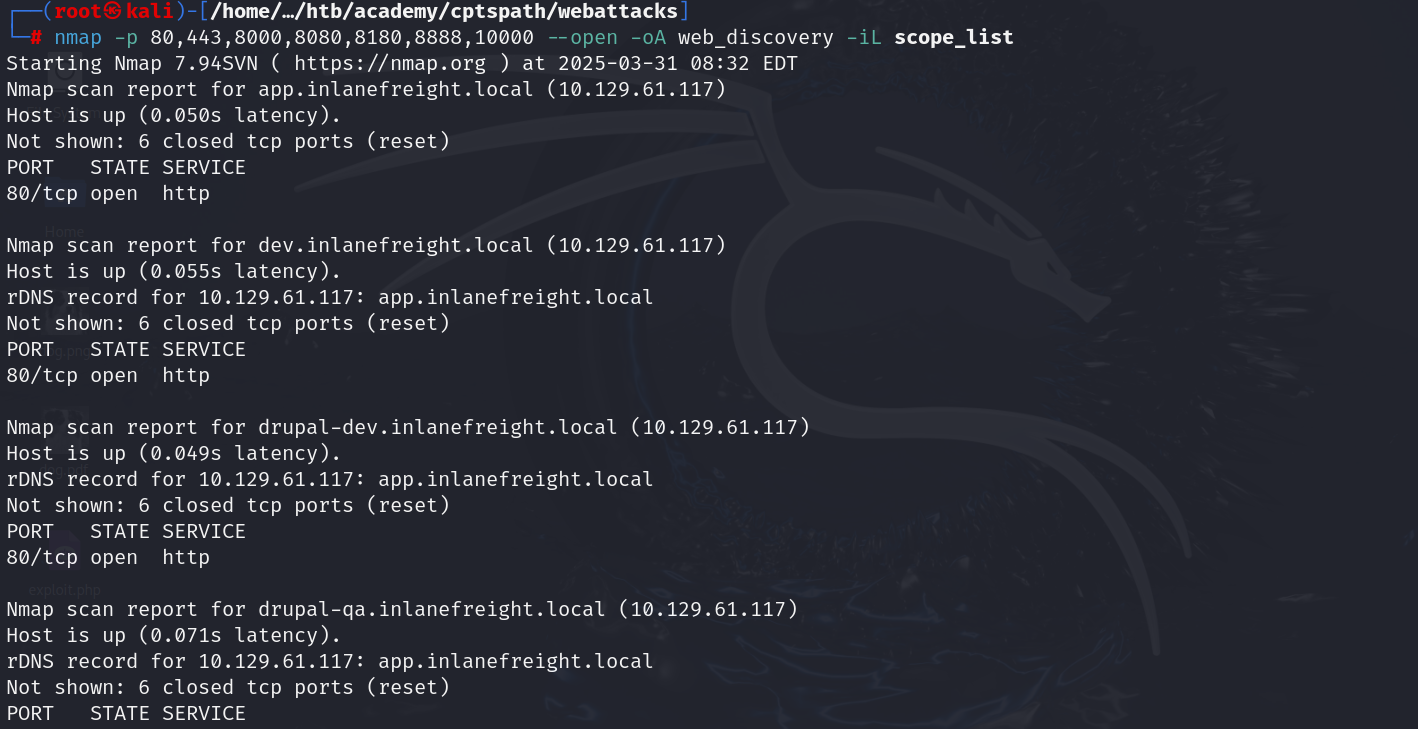 ┌──(root㉿kali)-[/home/…/htb/academy/cptspath/webattacks]
└─# nmap -p 80,443,8000,8080,8180,8888,10000 --open -oA web_discovery -iL scope_list
Starting Nmap 7.94SVN ( https://nmap.org ) at 2025-03-31 08:32 EDT
Nmap scan report for app.inlanefreight.local (10.129.61.117)
Host is up (0.050s latency).
Not shown: 6 closed tcp ports (reset)
PORT   STATE SERVICE
80/tcp open  http
Home
Nmap scan report for dev.inlanefreight.local (10.129.61.117)
Host is up (0.055s latency).
rDNS record for 10.129.61.117: app.inlanefreight.local
Not shown: 6 closed tcp ports (reset)
PORT   STATE SERVICE
80/tcp open  http

Nmap scan report for drupal-dev.inlanefreight.local (10.129.61.117)
Host is up (0.049s latency).
rDNS record for 10.129.61.117: app.inlanefreight.local
Not shown: 6 closed tcp ports (reset)
PORT   STATE SERVICE
80/tcp open  http
exploit.php
Nmap scan report for drupal-qa.inlanefreight.local (10.129.61.117)
Host is up (0.071s latency).
rDNS record for 10.129.61.117: app.inlanefreight.local
Not shown: 6 closed tcp ports (reset)
PORT   STATE SERVICE